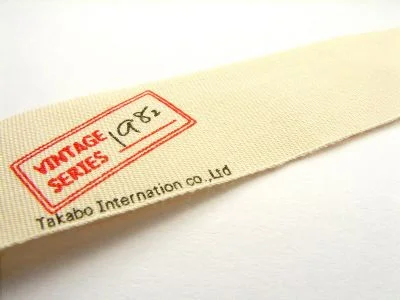 VINTAGE
SERIES 1982
Takabo Internation co.,Ltd